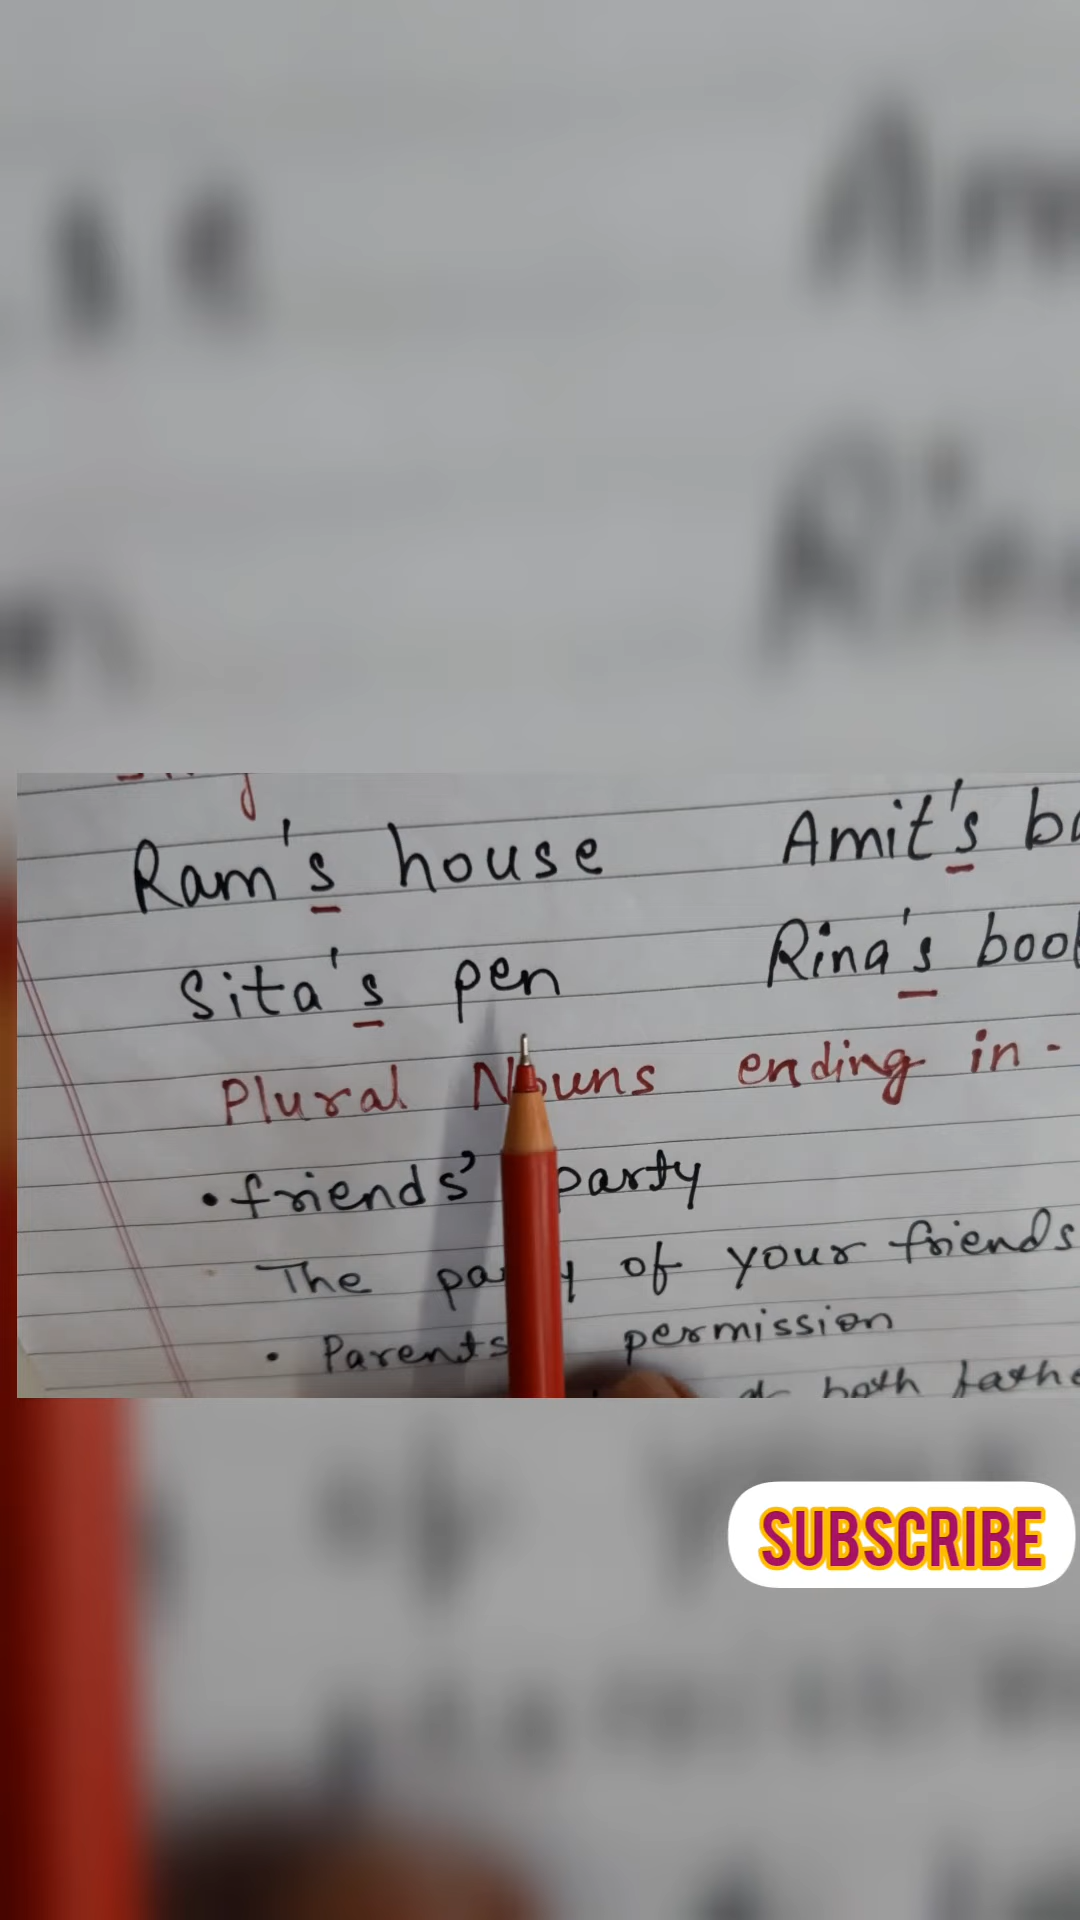 Ram's house Amit's
Sita's pen Rina's
Plural Nouns ending in -
• friends' party
The party of your friends
• Parents permission
both
SUBSCRIBE